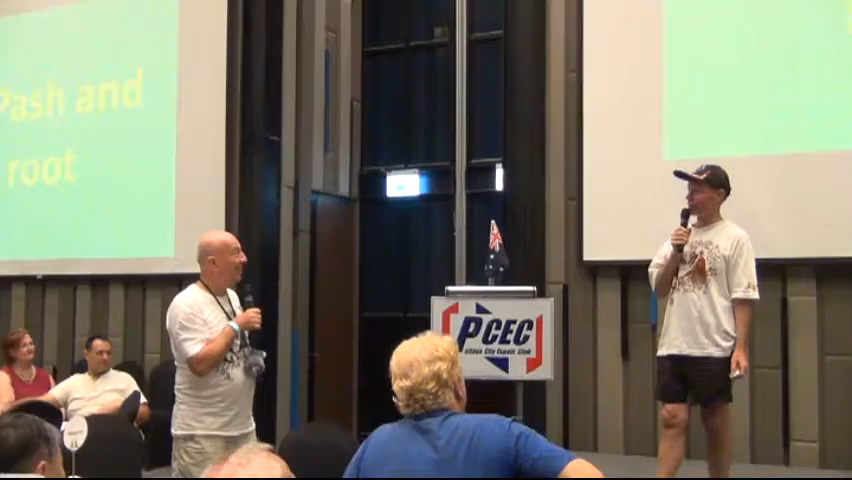 Pash and
root
PCEC
Pattaya City Expats Club